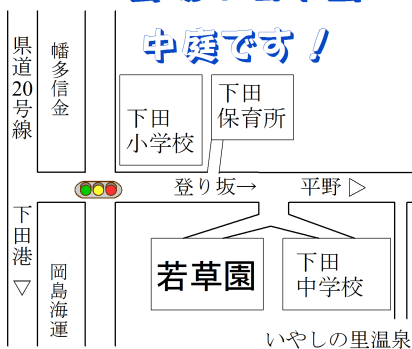 中庭です！
県道20号線
幡多信金
下田
小学校
下田
保育所
登り坂→
平野 ▷
下田港 ▽
岡島海運
若草園
下田
中学校
いやしの里温泉